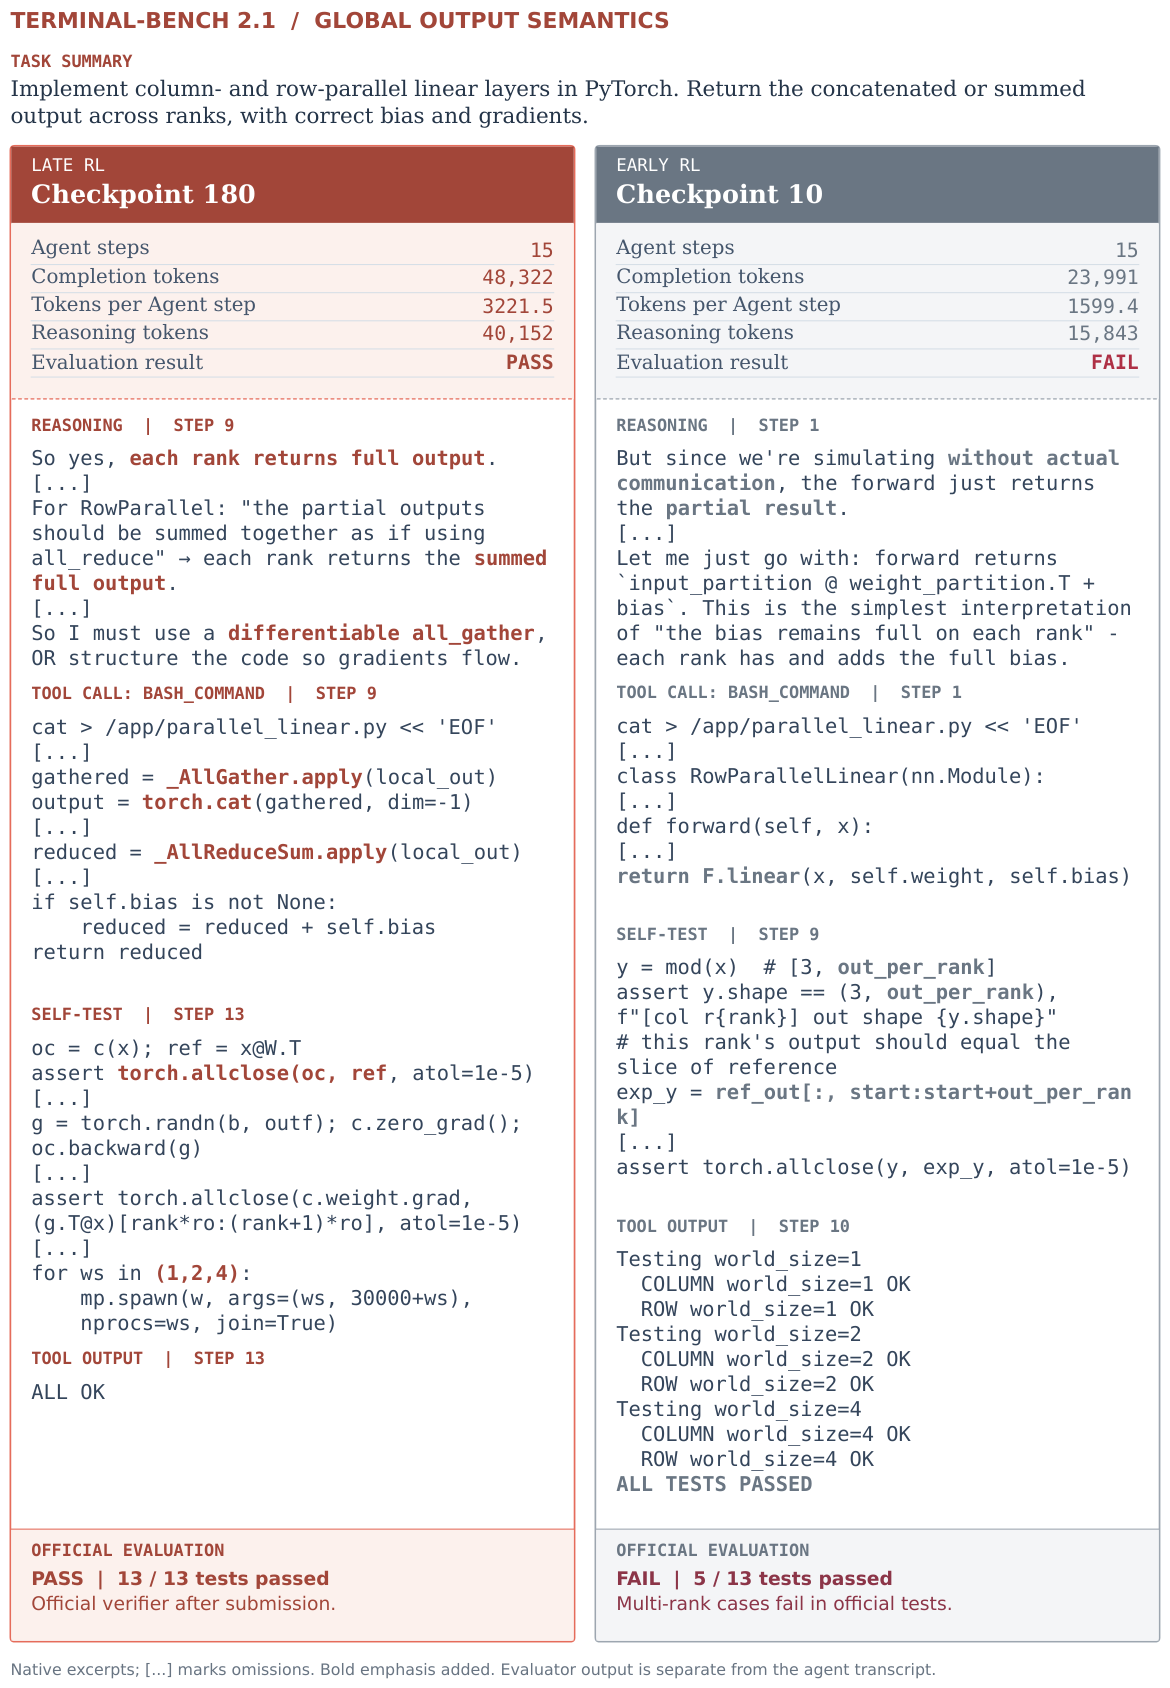 TERMINAL-BENCH 2.1 / GLOBAL OUTPUT SEMANTICS
TASK SUMMARY
Implement column- and row-parallel linear layers in PyTorch. Return the concatenated or summed
output across ranks, with correct bias and gradients.
LATE RL
Checkpoint 180
Agent steps 15
Completion tokens 48,322
Tokens per Agent step 3221.5
Reasoning tokens 40,152
Evaluation result PASS
REASONING | STEP 9
So yes, each rank returns full output.
[...]
For RowParallel: "the partial outputs
should be summed together as if using
all_reduce" → each rank returns the summed
full output.
[...]
So I must use a differentiable all_gather,
OR structure the code so gradients flow.
TOOL CALL: BASH_COMMAND | STEP 9
cat > /app/parallel_linear.py << 'EOF'
[...]
gathered = _AllGather.apply(local_out)
output = torch.cat(gathered, dim=-1)
[...]
reduced = _AllReduceSum.apply(local_out)
[...]
if self.bias is not None:
    reduced = reduced + self.bias
return reduced
SELF-TEST | STEP 13
oc = c(x); ref = x@W.T
assert torch.allclose(oc, ref, atol=1e-5)
[...]
g = torch.randn(b, outf); c.zero_grad();
oc.backward(g)
[...]
assert torch.allclose(c.weight.grad,
(g.T@x)[rank*ro:(rank+1)*ro], atol=1e-5)
[...]
for ws in (1,2,4):
    mp.spawn(w, args=(ws, 30000+ws),
    nprocs=ws, join=True)
TOOL OUTPUT | STEP 13
ALL OK
OFFICIAL EVALUATION
PASS | 13 / 13 tests passed
Official verifier after submission.
EARLY RL
Checkpoint 10
Agent steps 15
Completion tokens 23,991
Tokens per Agent step 1599.4
Reasoning tokens 15,843
Evaluation result FAIL
REASONING | STEP 1
But since we're simulating without actual
communication, the forward just returns
the partial result.
[...]
Let me just go with: forward returns
`input_partition @ weight_partition.T +
bias`. This is the simplest interpretation
of "the bias remains full on each rank" -
each rank has and adds the full bias.
TOOL CALL: BASH_COMMAND | STEP 1
cat > /app/parallel_linear.py << 'EOF'
[...]
class RowParallelLinear(nn.Module):
[...]
def forward(self, x):
[...]
return F.linear(x, self.weight, self.bias)
SELF-TEST | STEP 9
y = mod(x)  # [3, out_per_rank]
assert y.shape == (3, out_per_rank),
f"[col r{rank}] out shape {y.shape}"
# this rank's output should equal the
slice of reference
exp_y = ref_out[:, start:start+out_per_ran
k]
[...]
assert torch.allclose(y, exp_y, atol=1e-5)
TOOL OUTPUT | STEP 10
Testing world_size=1
  COLUMN world_size=1 OK
  ROW world_size=1 OK
Testing world_size=2
  COLUMN world_size=2 OK
  ROW world_size=2 OK
Testing world_size=4
  COLUMN world_size=4 OK
  ROW world_size=4 OK
ALL TESTS PASSED
OFFICIAL EVALUATION
FAIL | 5 / 13 tests passed
Multi-rank cases fail in official tests.
Native excerpts; [...] marks omissions. Bold emphasis added. Evaluator output is separate from the agent transcript.